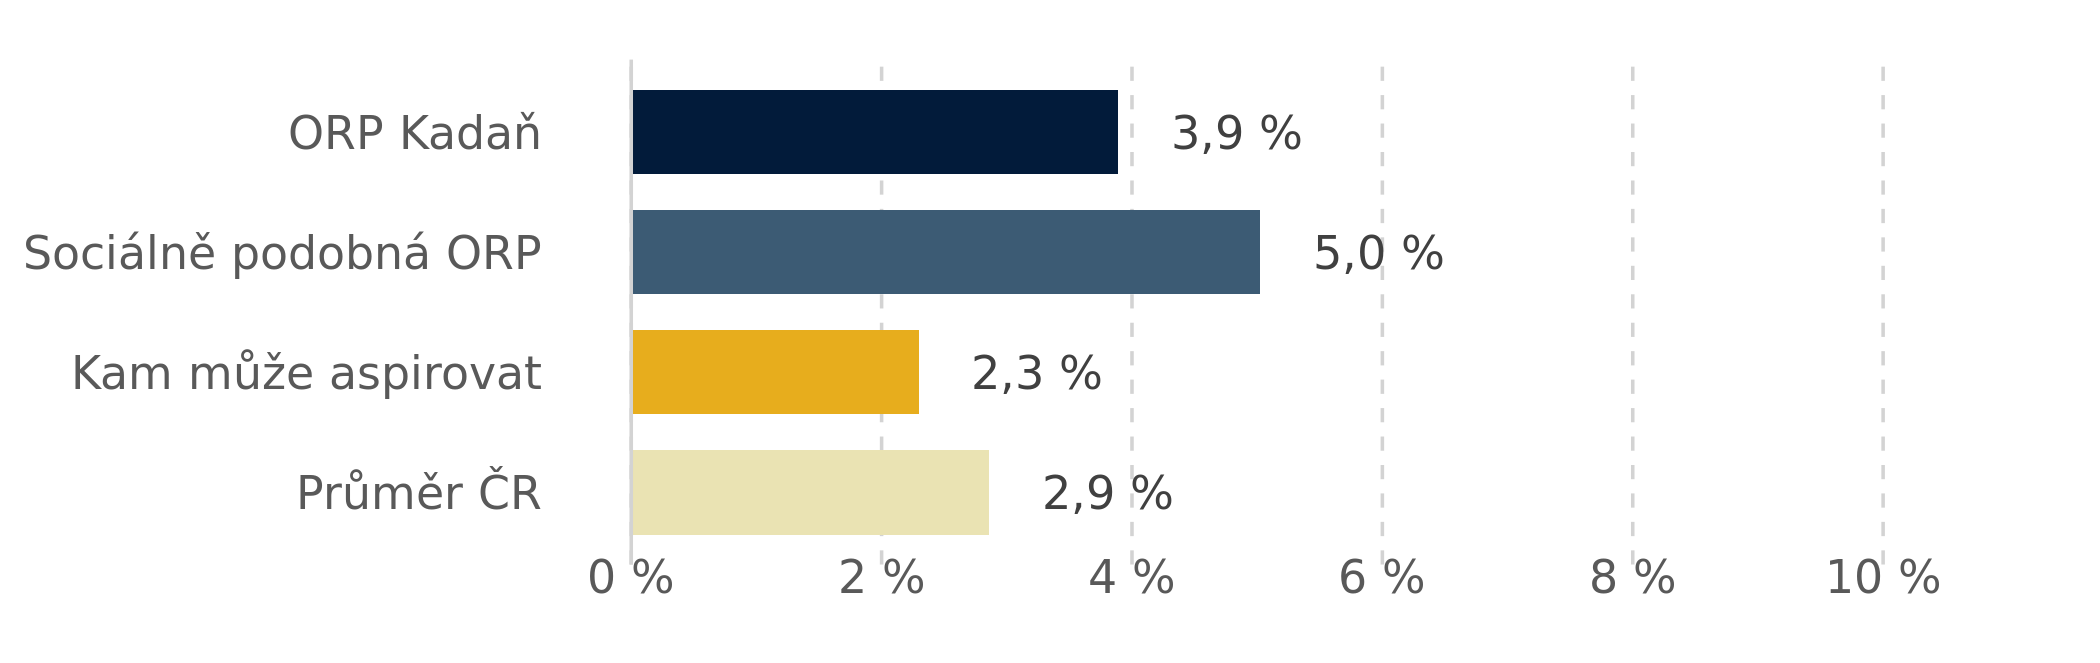 ORP Kadaň 3,9 %
Sociálně podobná ORP 5,0 %
Kam může aspirovat 2,3 %
Průměr ČR 2,9 %
0 % 2 % 4 % 6 % 8 % 10 %